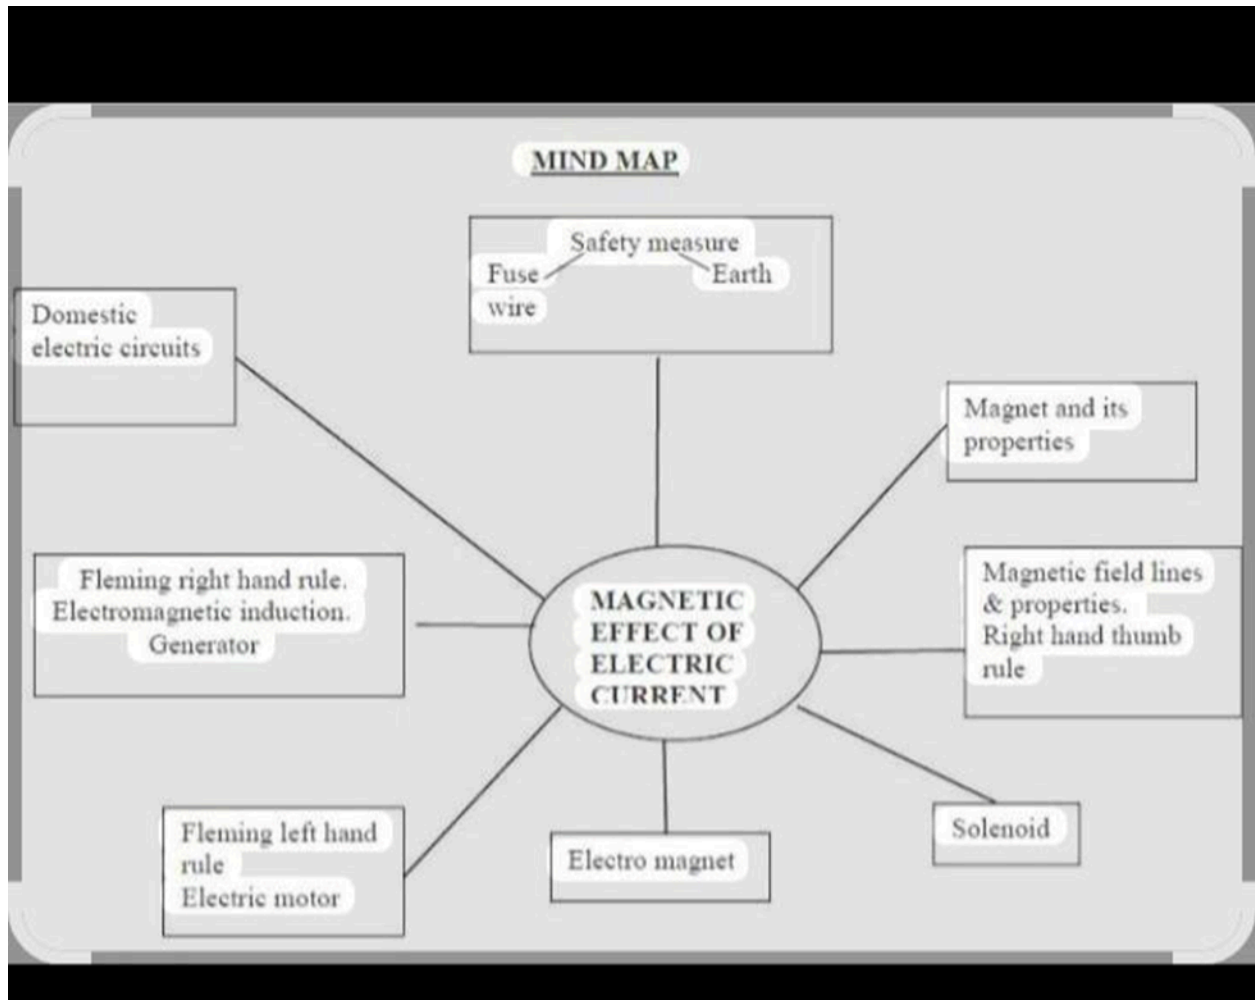 MIND MAP
Safety measure
Fuse
Earth
wire
Domestic
electric circuits
Magnet and its
properties
Fleming right hand rule.
Electromagnetic induction.
Generator
MAGNETIC
EFFECT OF
ELECTRIC
CURRENT
Magnetic field lines
& properties.
Right hand thumb
rule
Fleming left hand
rule
Electric motor
Electro magnet
Solenoid